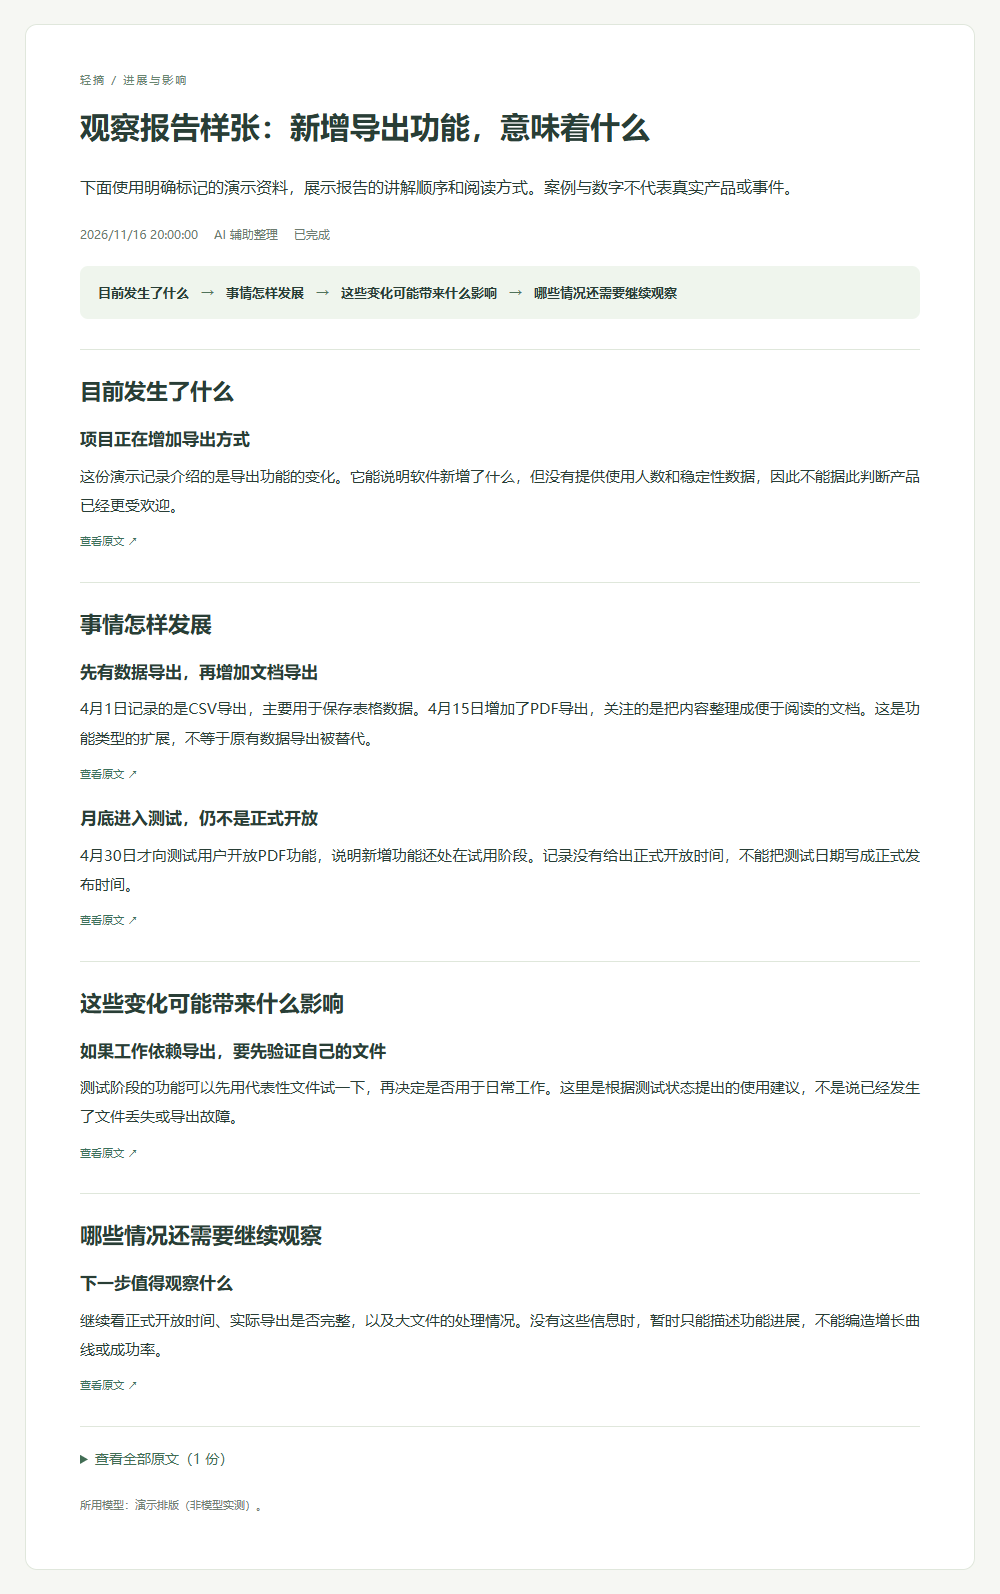 轻摘 / 进展与影响
观察报告样张：新增导出功能，意味着什么
下面使用明确标记的演示资料，展示报告的讲解顺序和阅读方式。案例与数字不代表真实产品或事件。
2026/11/16 20:00:00 AI 辅助整理 已完成
目前发生了什么 → 事情怎样发展 → 这些变化可能带来什么影响 → 哪些情况还需要继续观察
目前发生了什么
项目正在增加导出方式
这份演示记录介绍的是导出功能的变化。它能说明软件新增了什么，但没有提供使用人数和稳定性数据，因此不能据此判断产品
已经更受欢迎。
查看原文 ↗
事情怎样发展
先有数据导出，再增加文档导出
4月1日记录的是CSV导出，主要用于保存表格数据。4月15日增加了PDF导出，关注的是把内容整理成便于阅读的文档。这是功
能类型的扩展，不等于原有数据导出被替代。
查看原文 ↗
月底进入测试，仍不是正式开放
4月30日才向测试用户开放PDF功能，说明新增功能还处在试用阶段。记录没有给出正式开放时间，不能把测试日期写成正式发
布时间。
查看原文 ↗
这些变化可能带来什么影响
如果工作依赖导出，要先验证自己的文件
测试阶段的功能可以先用代表性文件试一下，再决定是否用于日常工作。这里是根据测试状态提出的使用建议，不是说已经发生
了文件丢失或导出故障。
查看原文 ↗
哪些情况还需要继续观察
下一步值得观察什么
继续看正式开放时间、实际导出是否完整，以及大文件的处理情况。没有这些信息时，暂时只能描述功能进展，不能编造增长曲
线或成功率。
查看原文 ↗
▶ 查看全部原文（1 份）
所用模型：演示排版（非模型实测）。